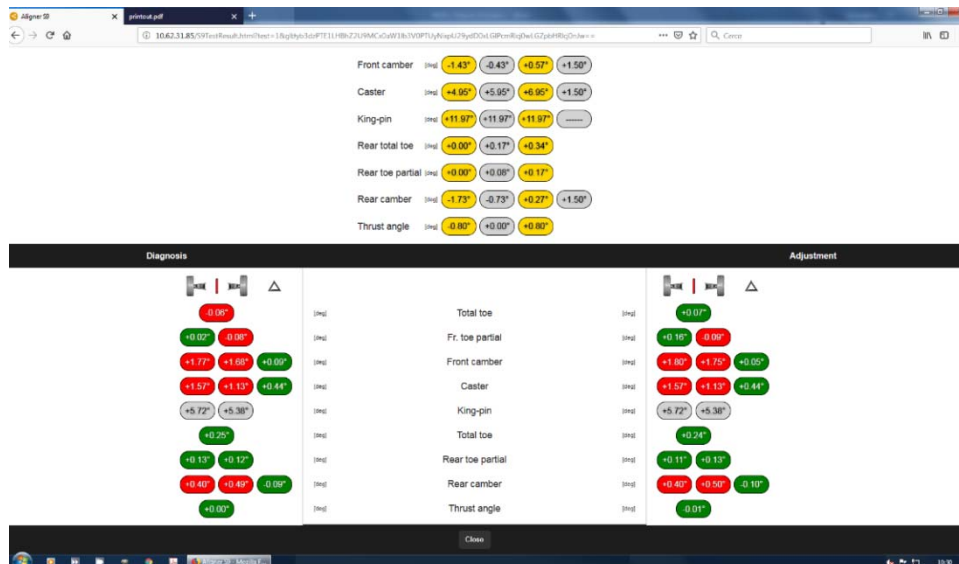 Aligner S9 × printout.pdf × +
Cerca
Front camber [deg] -1.43° -0.43° +0.57° +1.50°
Caster [deg] +4.95° +5.95° +6.95° +1.50°
King-pin [deg] +11.97° +11.97° +11.97° ------
Rear total toe [deg] +0.00° +0.17° +0.34°
Rear toe partial [deg] +0.00° +0.08° +0.17°
Rear camber [deg] -1.73° -0.73° +0.27° +1.50°
Thrust angle [deg] -0.80° +0.00° +0.80°
Diagnosis Adjustment
-0.06° [deg] Total toe [deg] +0.07°
+0.02° -0.08° [deg] Fr. toe partial [deg] +0.16° -0.09°
+1.77° +1.68° +0.09° [deg] Front camber [deg] +1.80° +1.75° +0.05°
+1.57° +1.13° +0.44° [deg] Caster [deg] +1.57° +1.13° +0.44°
+5.72° +5.38° [deg] King-pin [deg] +5.72° +5.38°
+0.25° [deg] Total toe [deg] +0.24°
+0.13° +0.12° [deg] Rear toe partial [deg] +0.11° +0.13°
+0.40° +0.49° -0.09° [deg] Rear camber [deg] +0.40° +0.50° -0.10°
+0.00° [deg] Thrust angle [deg] -0.01°
Close